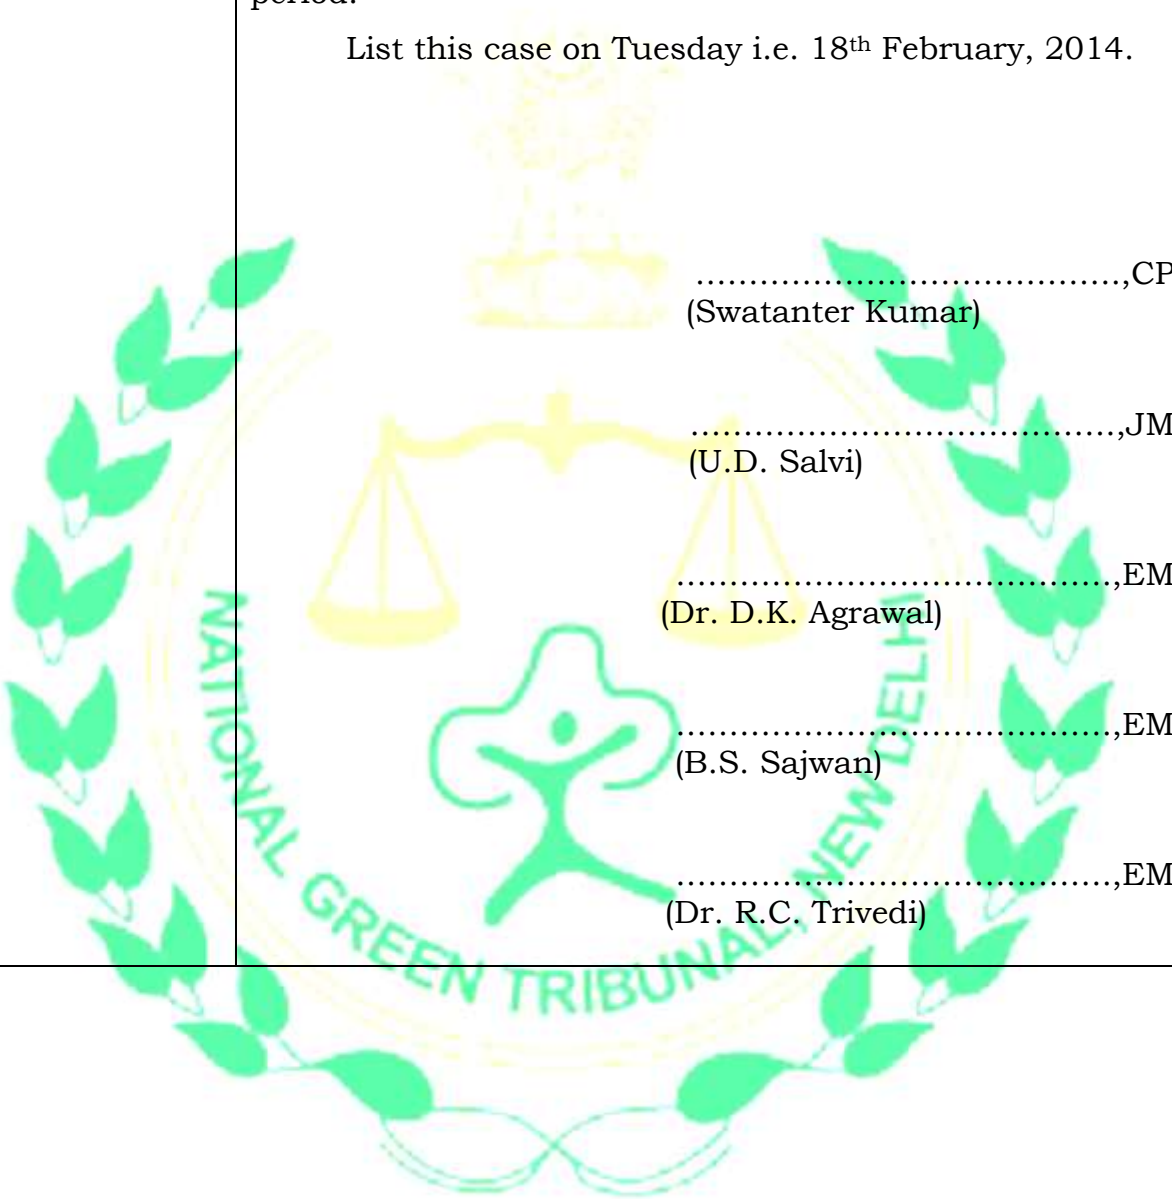 period.
List this case on Tuesday i.e. 18th February, 2014.
………………………………….,CP
(Swatanter Kumar)
………………………………….,JM
(U.D. Salvi)
………………………………….,EM
(Dr. D.K. Agrawal)
………………………………….,EM
(B.S. Sajwan)
………………………………….,EM
(Dr. R.C. Trivedi)
NATIONAL GREEN TRIBUNAL, NEW DELHI